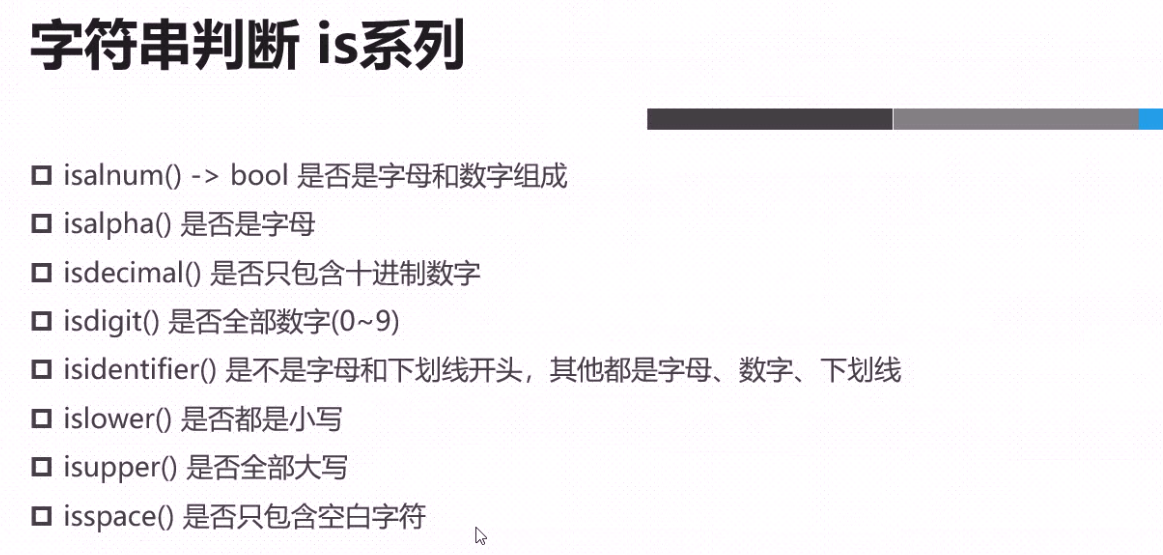 字符串判断 is系列
isalnum() -> bool 是否是字母和数字组成
isalpha() 是否是字母
isdecimal() 是否只包含十进制数字
isdigit() 是否全部数字(0~9)
isidentifier() 是不是字母和下划线开头，其他都是字母、数字、下划线
islower() 是否都是小写
isupper() 是否全部大写
isspace() 是否只包含空白字符